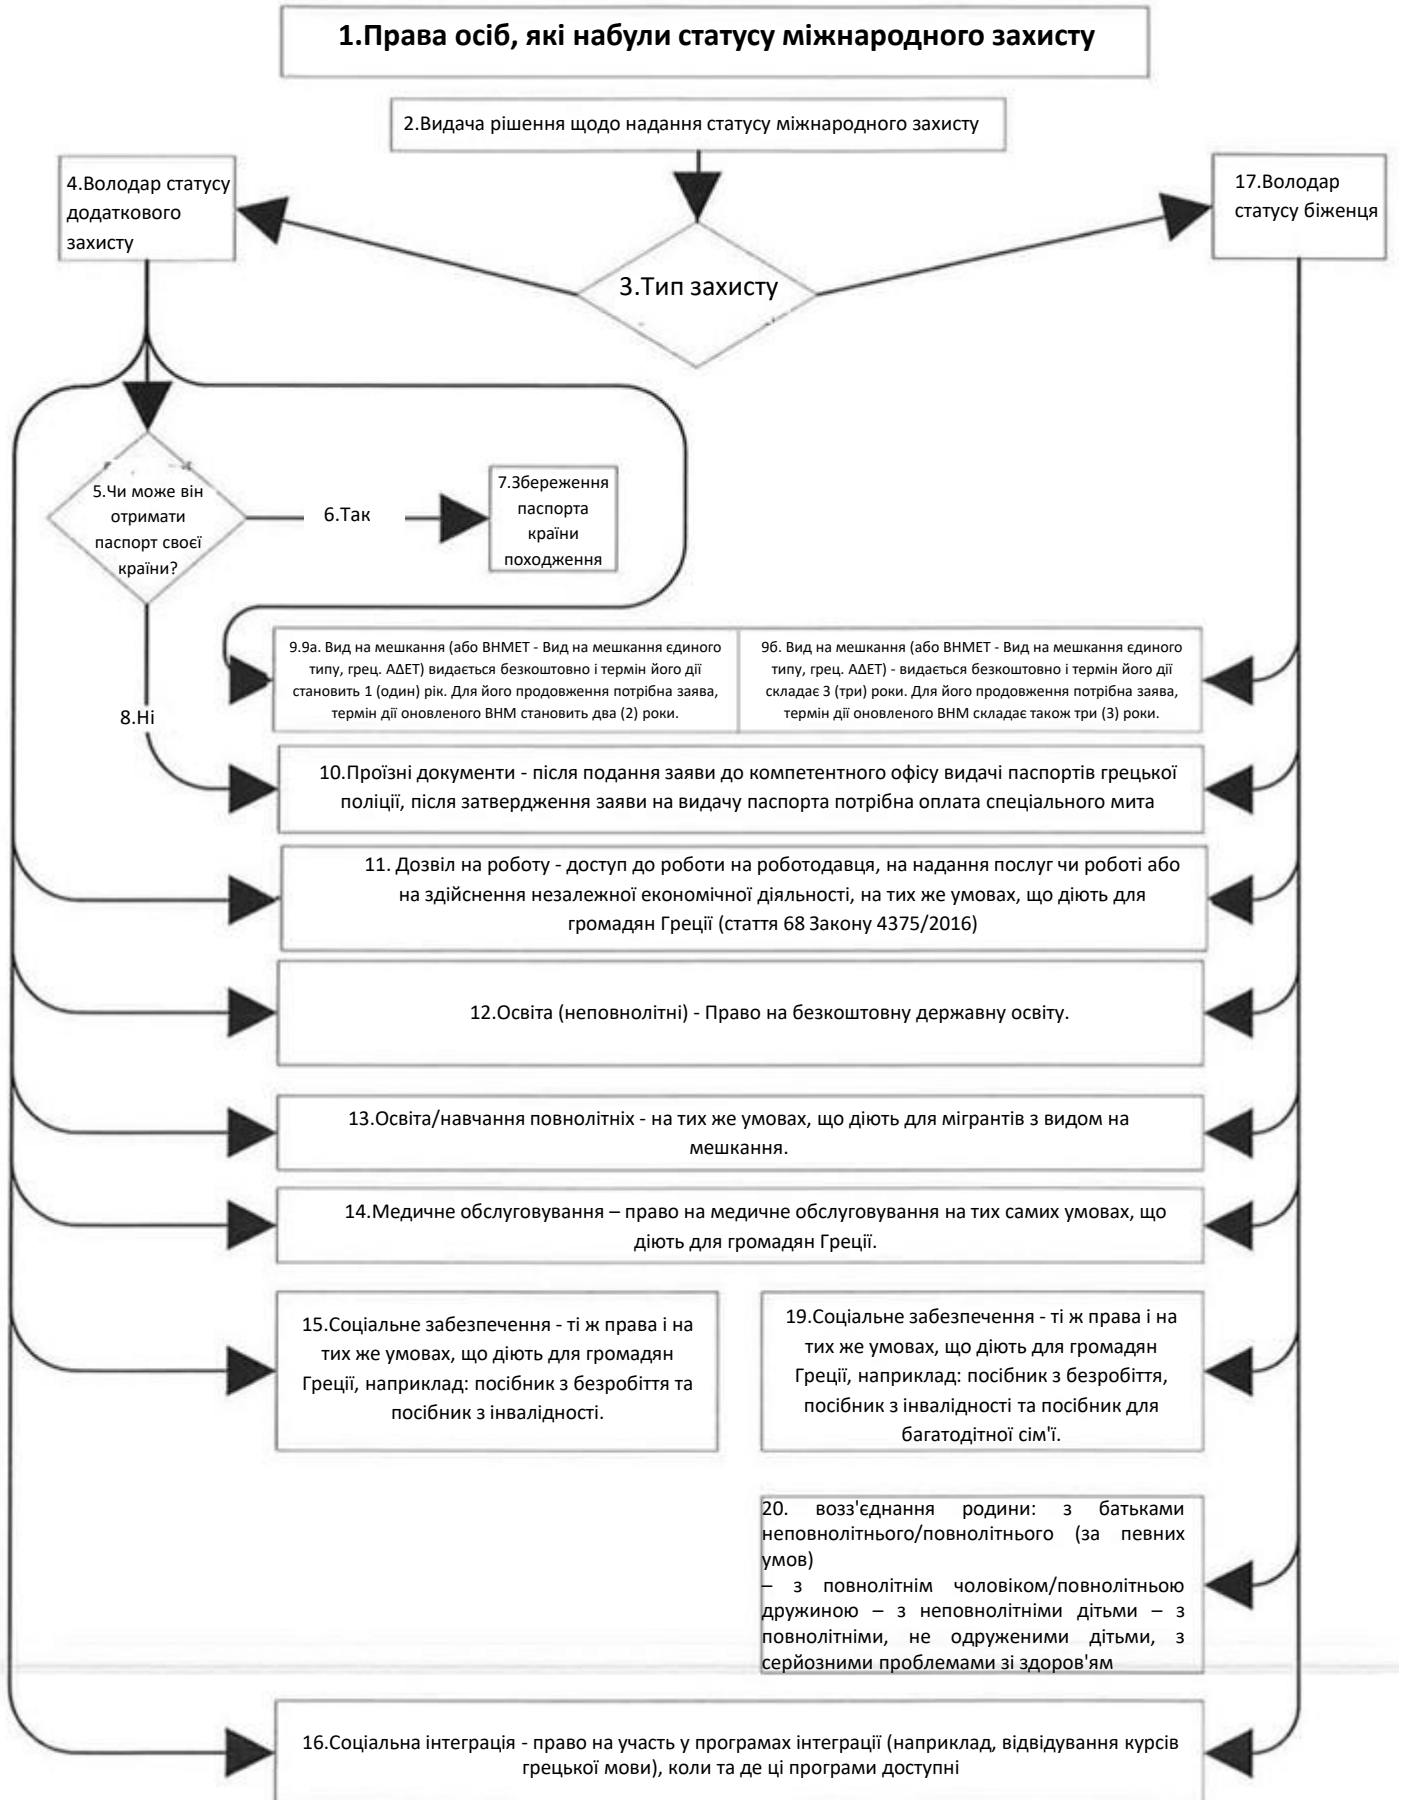 1.Права осіб, які набули статусу міжнародного захисту
2.Видача рішення щодо надання статусу міжнародного захисту
4.Володар статусу
додаткового
захисту
17.Володар
статусу біженця
3.Тип захисту
5.Чи може він
отримати
паспорт своєї
країни?
6.Так
7.Збереження
паспорта
країни
походження
8.Ні
9.9а. Вид на мешкання (або ВНМЕТ - Вид на мешкання єдиного
типу, грец. ΑΔΕΤ) видається безкоштовно і термін його дії
становить 1 (один) рік. Для його продовження потрібна заява,
термін дії оновленого ВНМ становить два (2) роки.
9б. Вид на мешкання (або ВНМЕТ - Вид на мешкання єдиного
типу, грец. ΑΔΕΤ) - видається безкоштовно і термін його дії
складає 3 (три) роки. Для його продовження потрібна заява,
термін дії оновленого ВНМ складає також три (3) роки.
10.Проїзні документи - після подання заяви до компетентного офісу видачі паспортів грецької
поліції, після затвердження заяви на видачу паспорта потрібна оплата спеціального мита
11. Дозвіл на роботу - доступ до роботи на роботодавця, на надання послуг чи роботі або
на здійснення незалежної економічної діяльності, на тих же умовах, що діють для
громадян Греції (стаття 68 Закону 4375/2016)
12.Освіта (неповнолітні) - Право на безкоштовну державну освіту.
13.Освіта/навчання повнолітніх - на тих же умовах, що діють для мігрантів з видом на
мешкання.
14.Медичне обслуговування – право на медичне обслуговування на тих самих умовах, що
діють для громадян Греції.
15.Соціальне забезпечення - ті ж права і на
тих же умовах, що діють для громадян
Греції, наприклад: посібник з безробіття та
посібник з інвалідності.
19.Соціальне забезпечення - ті ж права і на
тих же умовах, що діють для громадян
Греції, наприклад: посібник з безробіття,
посібник з інвалідності та посібник для
багатодітної сім'ї.
20. возз'єднання родини: з батьками
неповнолітнього/повнолітнього (за певних
умов)
– з повнолітнім чоловіком/повнолітньою
дружиною – з неповнолітніми дітьми – з
повнолітніми, не одруженими дітьми, з
серйозними проблемами зі здоров'ям
16.Соціальна інтеграція - право на участь у програмах інтеграції (наприклад, відвідування курсів
грецької мови), коли та де ці програми доступні